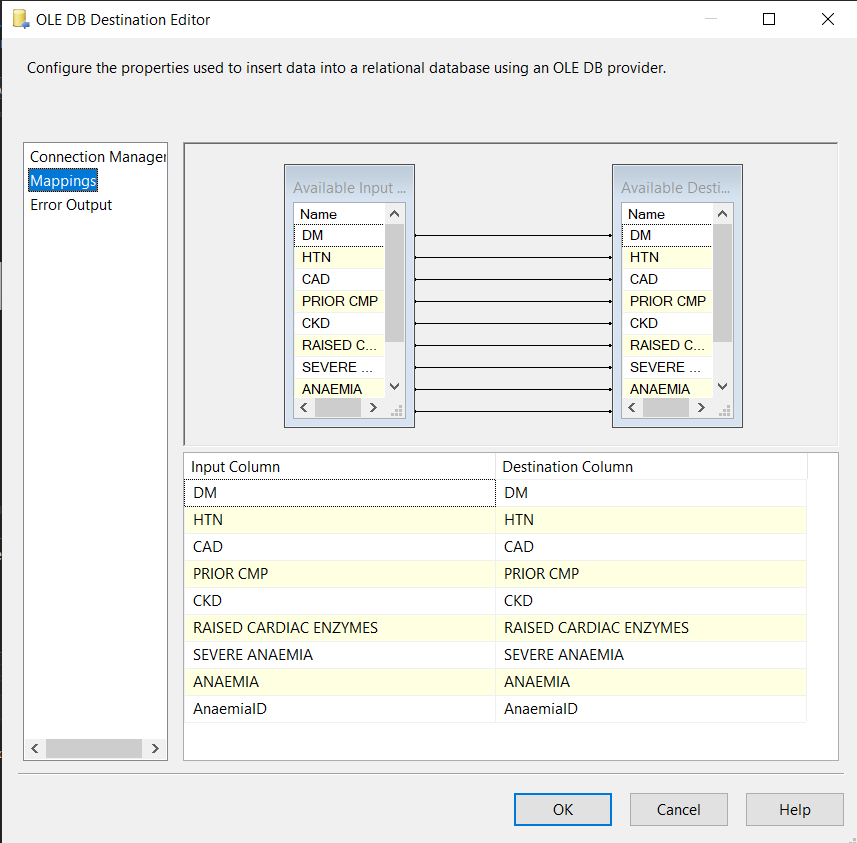 OLE DB Destination Editor
Configure the properties used to insert data into a relational database using an OLE DB provider.
Connection Manager
Mappings
Error Output
Available Input ...
Name
DM
HTN
CAD
PRIOR CMP
CKD
RAISED C...
SEVERE ...
ANAEMIA
Available Desti...
Name
DM
HTN
CAD
PRIOR CMP
CKD
RAISED C...
SEVERE ...
ANAEMIA
Input Column Destination Column
DM DM
HTN HTN
CAD CAD
PRIOR CMP PRIOR CMP
CKD CKD
RAISED CARDIAC ENZYMES RAISED CARDIAC ENZYMES
SEVERE ANAEMIA SEVERE ANAEMIA
ANAEMIA ANAEMIA
AnaemiaID AnaemiaID
OK Cancel Help